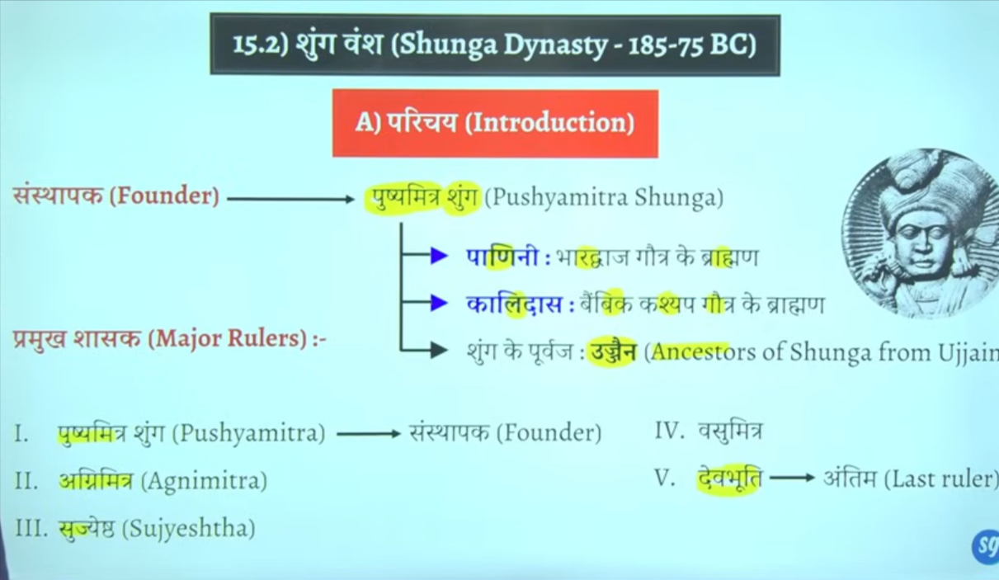 15.2) शुंग वंश (Shunga Dynasty - 185-75 BC)
A) परिचय (Introduction)
संस्थापक (Founder) पुष्यमित्र शुंग (Pushyamitra Shunga)
पाणिनी : भारद्वाज गौत्र के ब्राह्मण
कालिदास : बैंबिक कश्यप गौत्र के ब्राह्मण
शुंग के पूर्वज : उज्जैन (Ancestors of Shunga from Ujjain
प्रमुख शासक (Major Rulers) :-
I. पुष्यमित्र शुंग (Pushyamitra) संस्थापक (Founder)
II. अग्निमित्र (Agnimitra)
III. सुज्येष्ठ (Sujyeshtha)
IV. वसुमित्र
V. देवभूति अंतिम (Last ruler)
sg